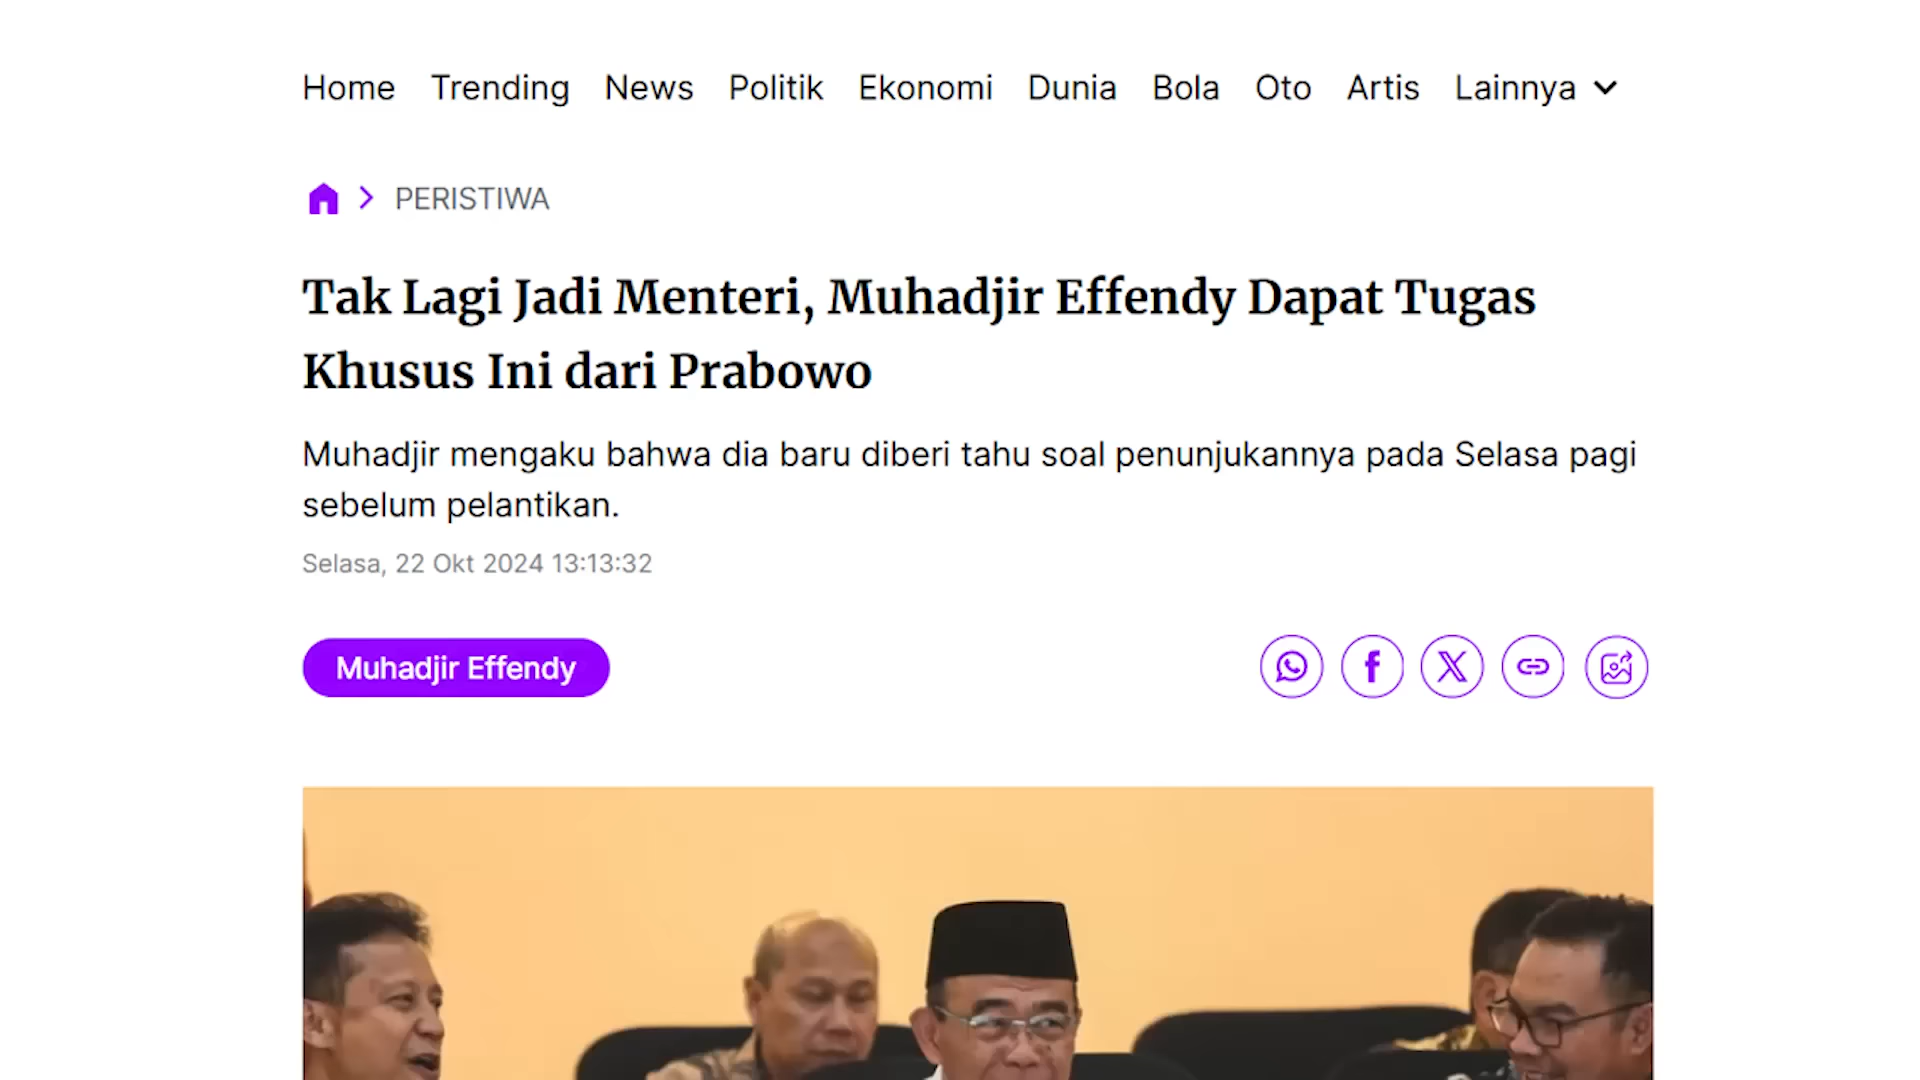 Home Trending News Politik Ekonomi Dunia Bola Oto Artis Lainnya
PERISTIWA
Tak Lagi Jadi Menteri, Muhadjir Effendy Dapat Tugas
Khusus Ini dari Prabowo
Muhadjir mengaku bahwa dia baru diberi tahu soal penunjukannya pada Selasa pagi
sebelum pelantikan.
Selasa, 22 Okt 2024 13:13:32
Muhadjir Effendy